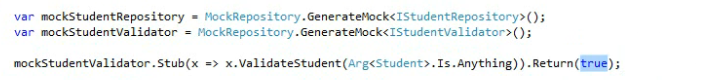 var mockStudentRepository = MockRepository.GenerateMock<IStudentRepository>();
var mockStudentValidator = MockRepository.GenerateMock<IStudentValidator>();
mockStudentValidator.Stub(x => x.ValidateStudent(Arg<Student>.Is.Anything)).Return(true);